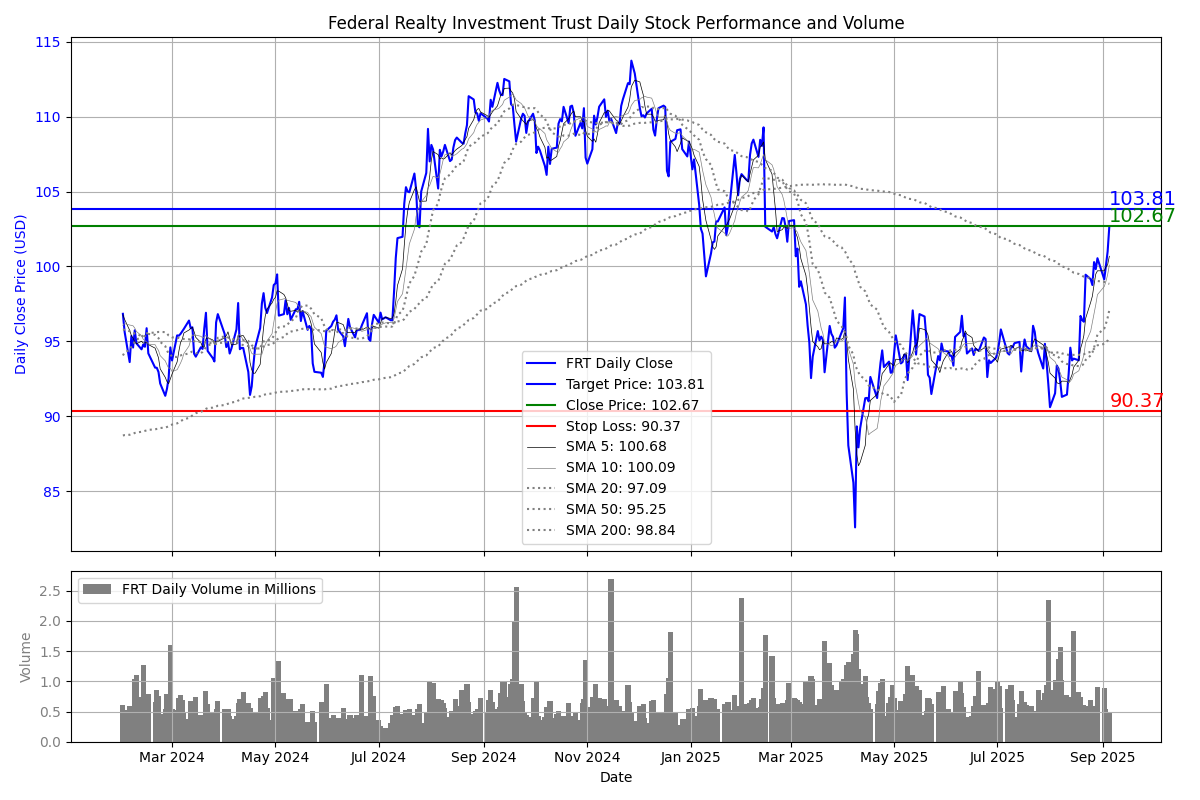 Federal Realty Investment Trust Daily Stock Performance and Volume
115
110
105
100
95
90
85
Daily Close Price (USD)
103.81
102.67
90.37
FRT Daily Close
Target Price: 103.81
Close Price: 102.67
Stop Loss: 90.37
SMA 5: 100.68
SMA 10: 100.09
SMA 20: 97.09
SMA 50: 95.25
SMA 200: 98.84
FRT Daily Volume in Millions
2.5
2.0
1.5
1.0
0.5
0.0
Volume
Mar 2024 May 2024 Jul 2024 Sep 2024 Nov 2024 Jan 2025 Mar 2025 May 2025 Jul 2025 Sep 2025
Date